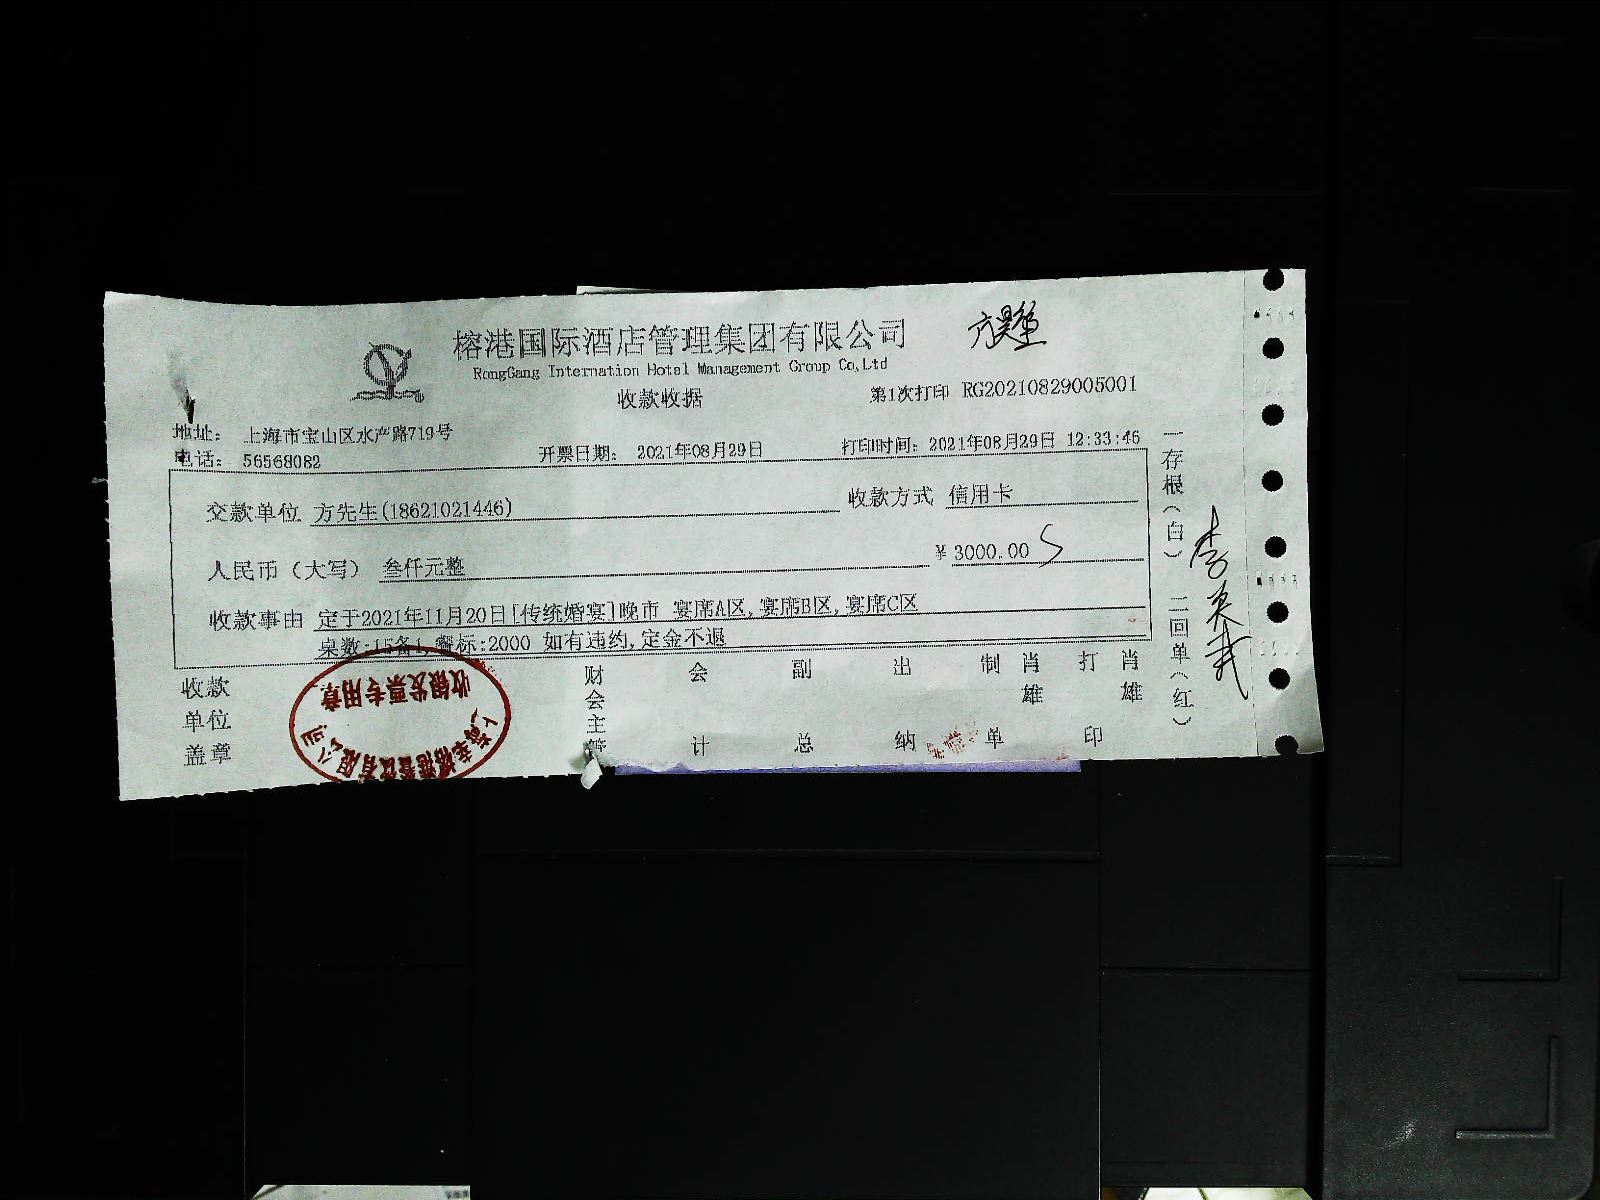 榕港国际酒店管理集团有限公司
RongGang Internation Hotel Management Group Co,Ltd
收款收据
第1次打印 RG20210829005001
地址: 上海市宝山区水产路719号
电话: 56568082
开票日期: 2021年08月29日
打印时间: 2021年08月29日 12:33:46
交款单位 方先生(18621021446)
收款方式 信用卡
人民币（大写） 叁仟元整
¥ 3000.00
收款事由 定于2021年11月20日[传统婚宴]晚市 宴席A区,宴席B区,宴席C区
桌数:15备1,餐标:2000 如有违约,定金不退
收款单位盖章
收银发票专用章
财会主管
会计
副总
出纳
制单 肖雄
打印 肖雄
一存根（白） 二回单（红）